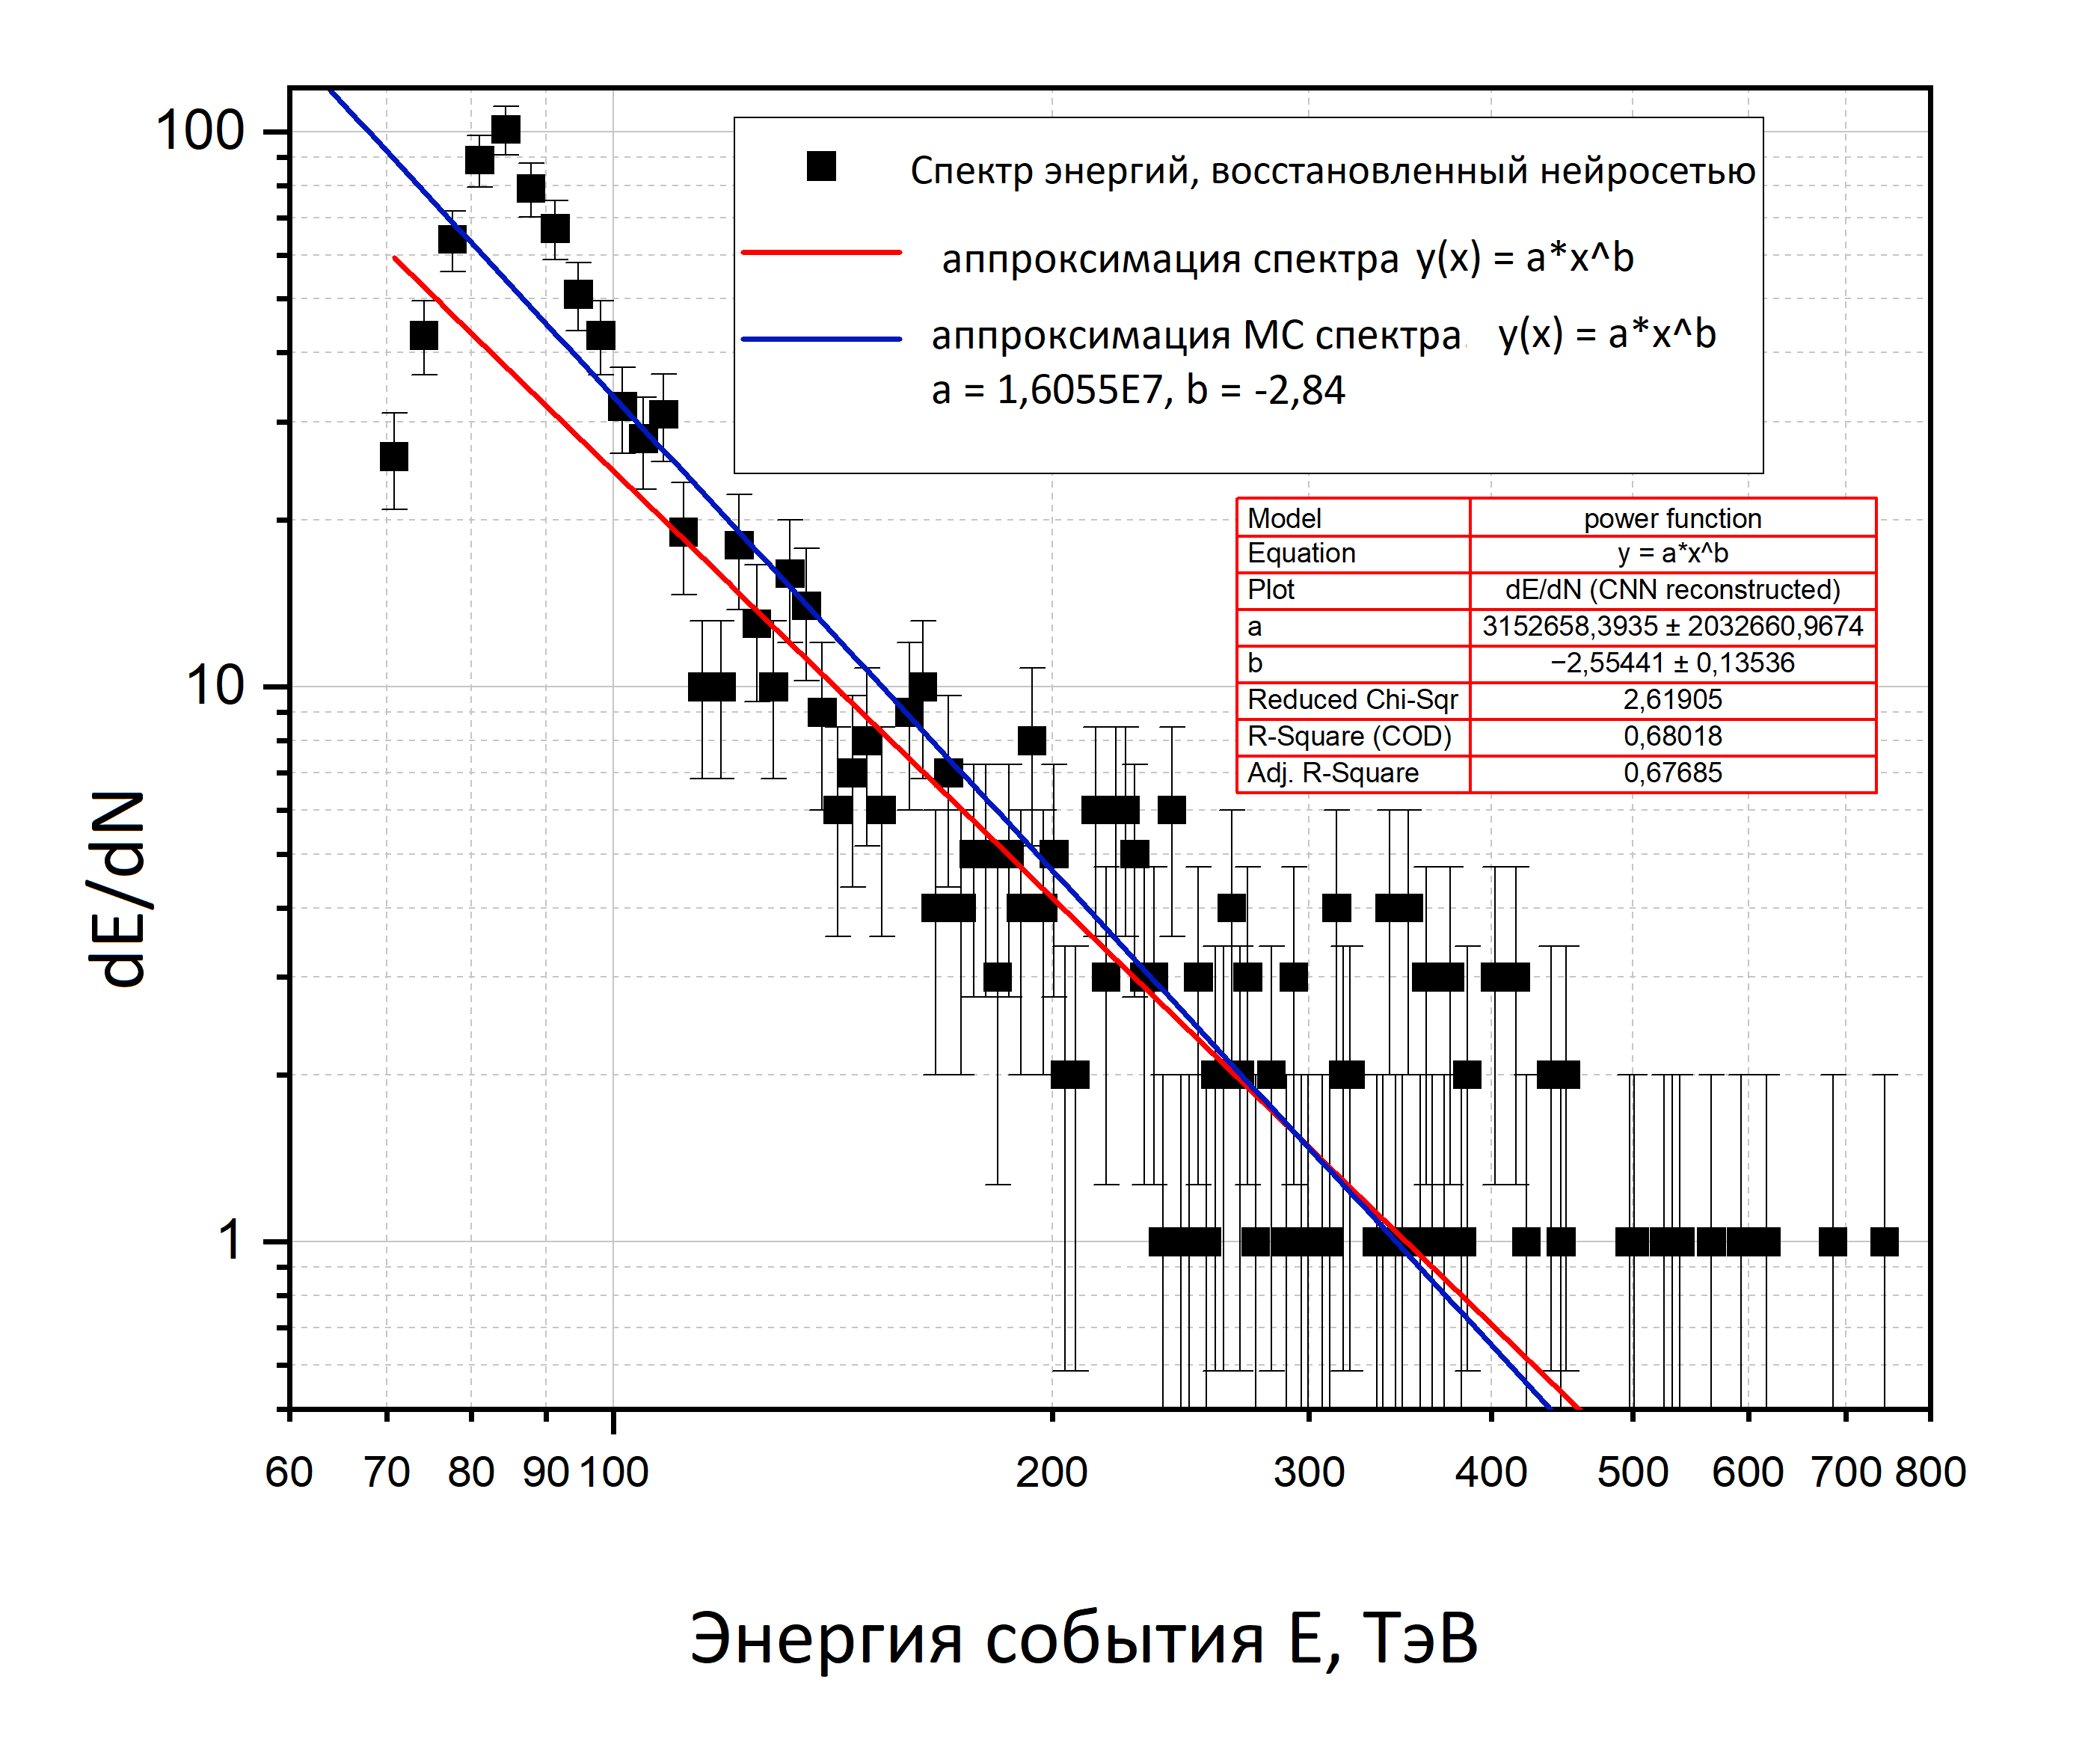 100
10
1
dE/dN
Спектр энергий, восстановленный нейросетью
аппроксимация спектра y(x) = a*x^b
аппроксимация МС спектра. y(x) = a*x^b
a = 1,6055E7, b = -2,84
Model power function
Equation y = a*x^b
Plot dE/dN (CNN reconstructed)
a 3152658,3935 ± 2032660,9674
b −2,55441 ± 0,13536
Reduced Chi-Sqr 2,61905
R-Square (COD) 0,68018
Adj. R-Square 0,67685
60 70 80 90 100 200 300 400 500 600 700 800
Энергия события E, ТэВ